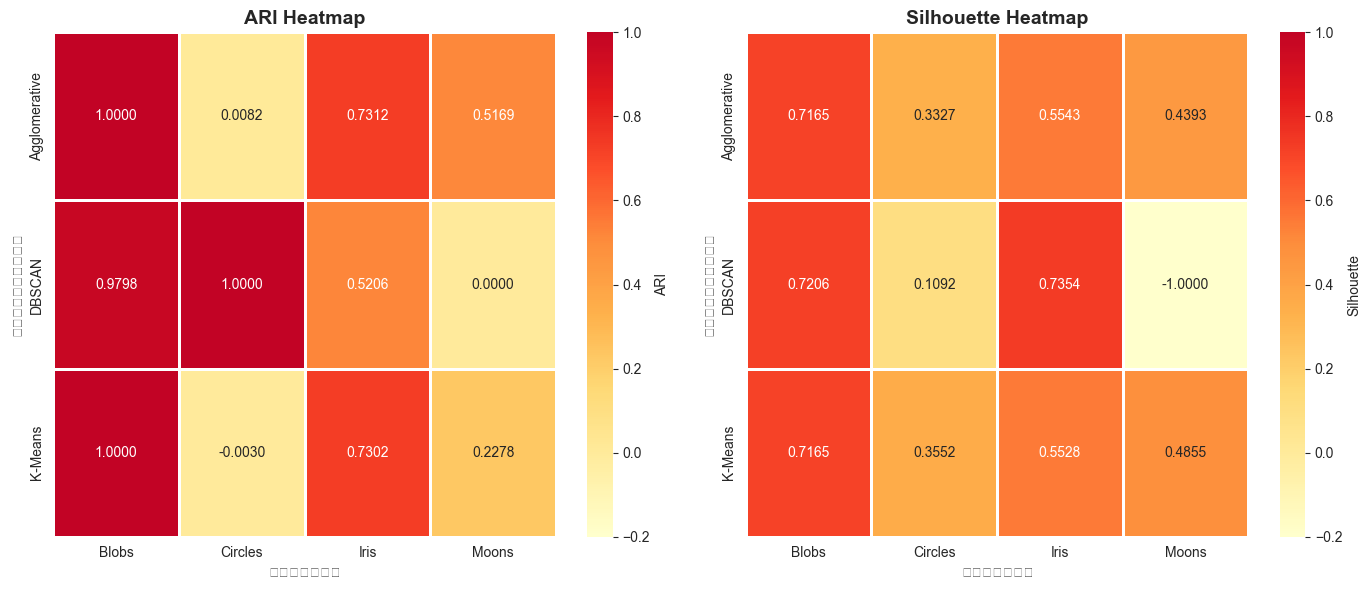 ARI Heatmap
Agglomerative
DBSCAN
K-Means
1.0000 0.0082 0.7312 0.5169
0.9798 1.0000 0.5206 0.0000
1.0000 -0.0030 0.7302 0.2278
Blobs Circles Iris Moons
1.0
0.8
0.6
0.4
0.2
0.0
−0.2
ARI
Silhouette Heatmap
Agglomerative
DBSCAN
K-Means
0.7165 0.3327 0.5543 0.4393
0.7206 0.1092 0.7354 -1.0000
0.7165 0.3552 0.5528 0.4855
Blobs Circles Iris Moons
1.0
0.8
0.6
0.4
0.2
0.0
−0.2
Silhouette